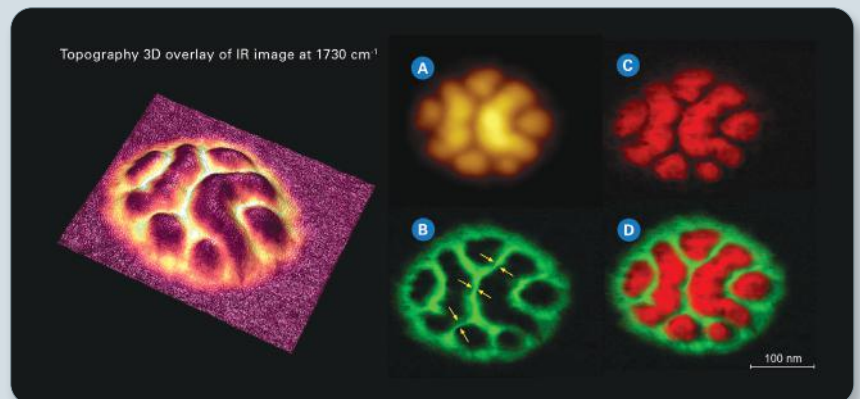 Topography 3D overlay of IR image at 1730 cm⁻¹
A
C
B
D
100 nm